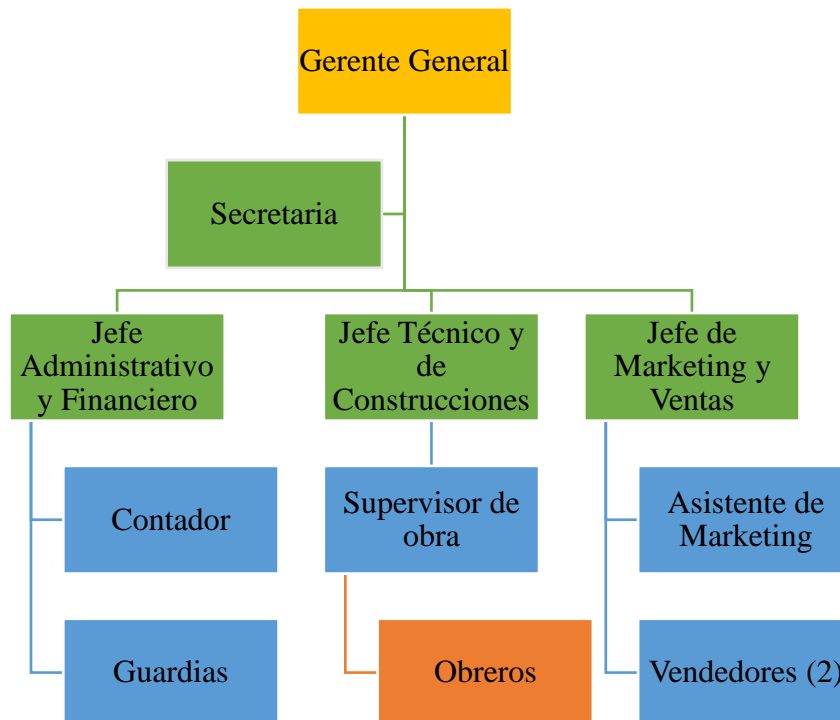 Gerente General
Secretaria
Jefe
Administrativo
y Financiero
Jefe Técnico y
de
Construcciones
Jefe de
Marketing y
Ventas
Contador
Supervisor de
obra
Asistente de
Marketing
Guardias
Obreros
Vendedores (2)